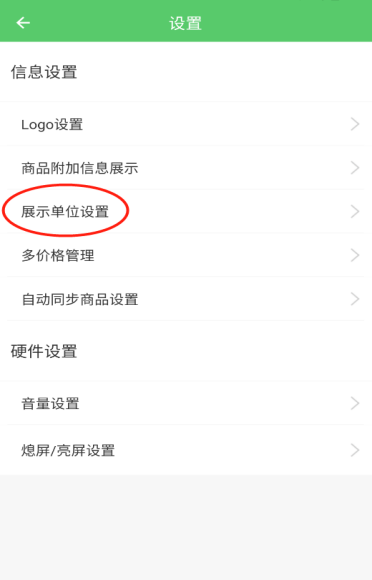 设置
信息设置
Logo设置
商品附加信息展示
展示单位设置
多价格管理
自动同步商品设置
硬件设置
音量设置
熄屏/亮屏设置